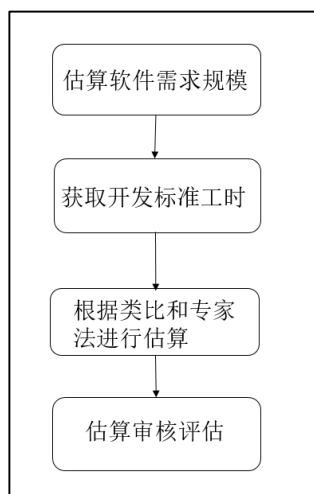 估算软件需求规模
获取开发标准工时
根据类比和专家
法进行估算
估算审核评估